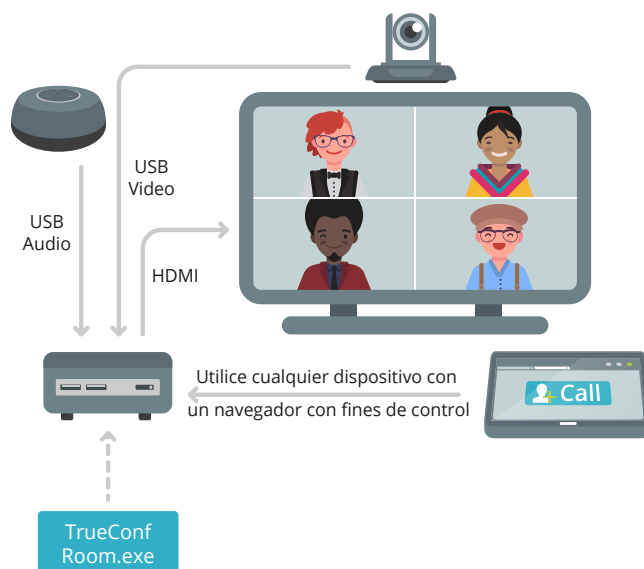 USB
Video
USB
Audio
HDMI
Utilice cualquier dispositivo con
un navegador con fines de control
Call
TrueConf
Room.exe